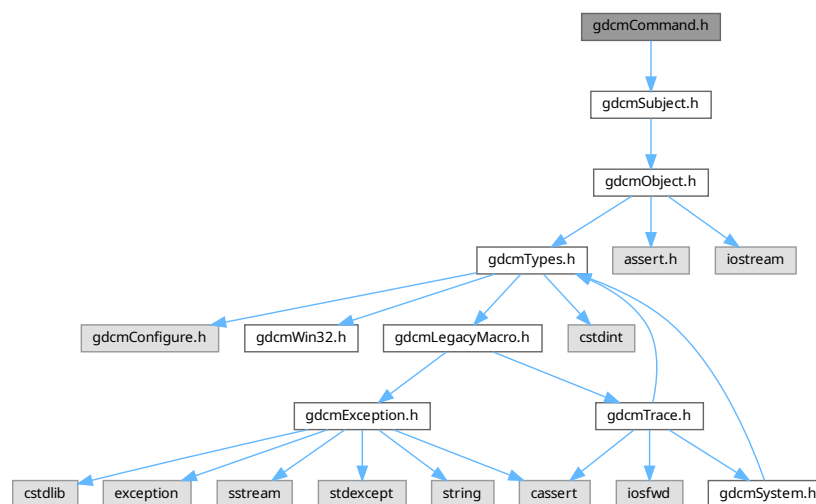 gdcmCommand.h
gdcmSubject.h
gdcmObject.h
gdcmTypes.h
assert.h
iostream
gdcmConfigure.h
gdcmWin32.h
gdcmLegacyMacro.h
cstdint
gdcmException.h
gdcmTrace.h
cstdlib
exception
sstream
stdexcept
string
cassert
iosfwd
gdcmSystem.h